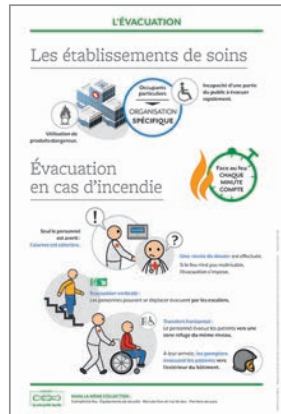 L'ÉVACUATION
Les établissements de soins
Occupants
particuliers
ORGANISATION
SPÉCIFIQUE
Incapacité d'une partie
du public à évacuer
rapidement.
Utilisation de
produits dangereux.
Évacuation
en cas d'incendie
Face au feu
CHAQUE
MINUTE
COMPTE
!
Seul le personnel
est averti :
l'alarme est sélective.
?
Une « levée de doute » est effectuée.
Si le feu n'est pas maîtrisable,
l'évacuation s'impose.
Évacuation verticale :
Les personnes pouvant se déplacer évacuent par les escaliers.
Transfert horizontal :
Le personnel évacue les patients vers une
zone refuge du même niveau.
À leur arrivée, les pompiers
évacuent les patients vers
l'extérieur du bâtiment.
DANS LA MÊME COLLECTION :